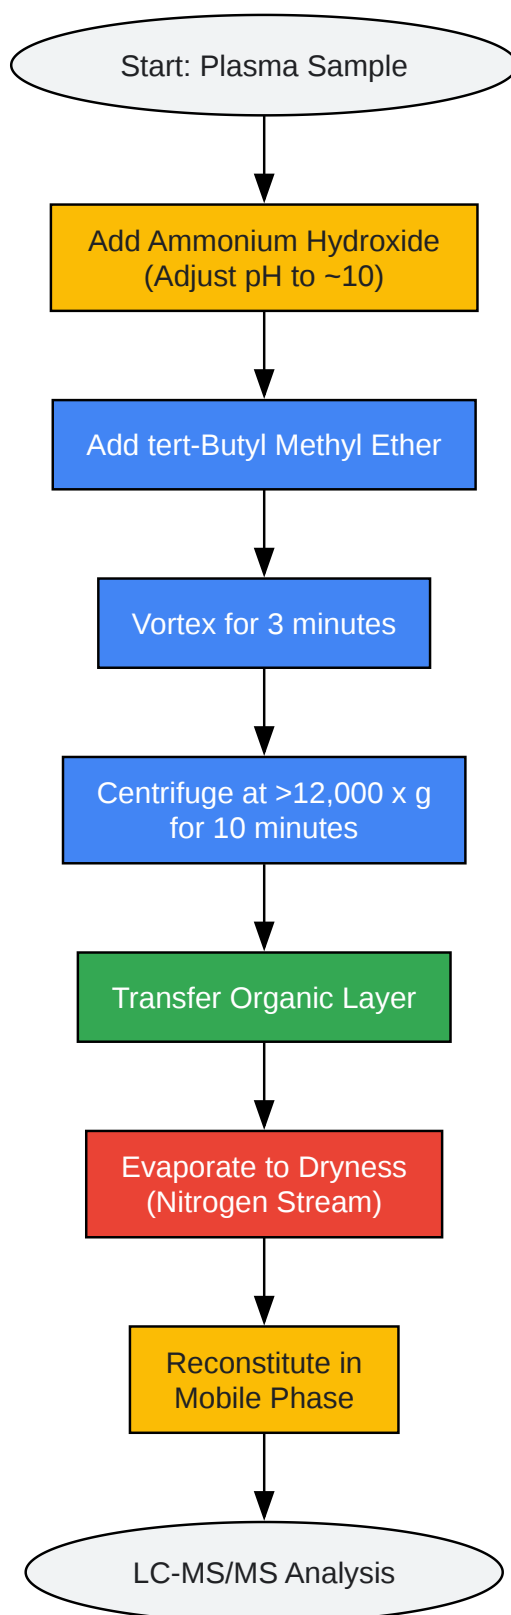 Start: Plasma Sample
Add Ammonium Hydroxide
(Adjust pH to ~10)
Add tert-Butyl Methyl Ether
Vortex for 3 minutes
Centrifuge at >12,000 x g
for 10 minutes
Transfer Organic Layer
Evaporate to Dryness
(Nitrogen Stream)
Reconstitute in
Mobile Phase
LC-MS/MS Analysis